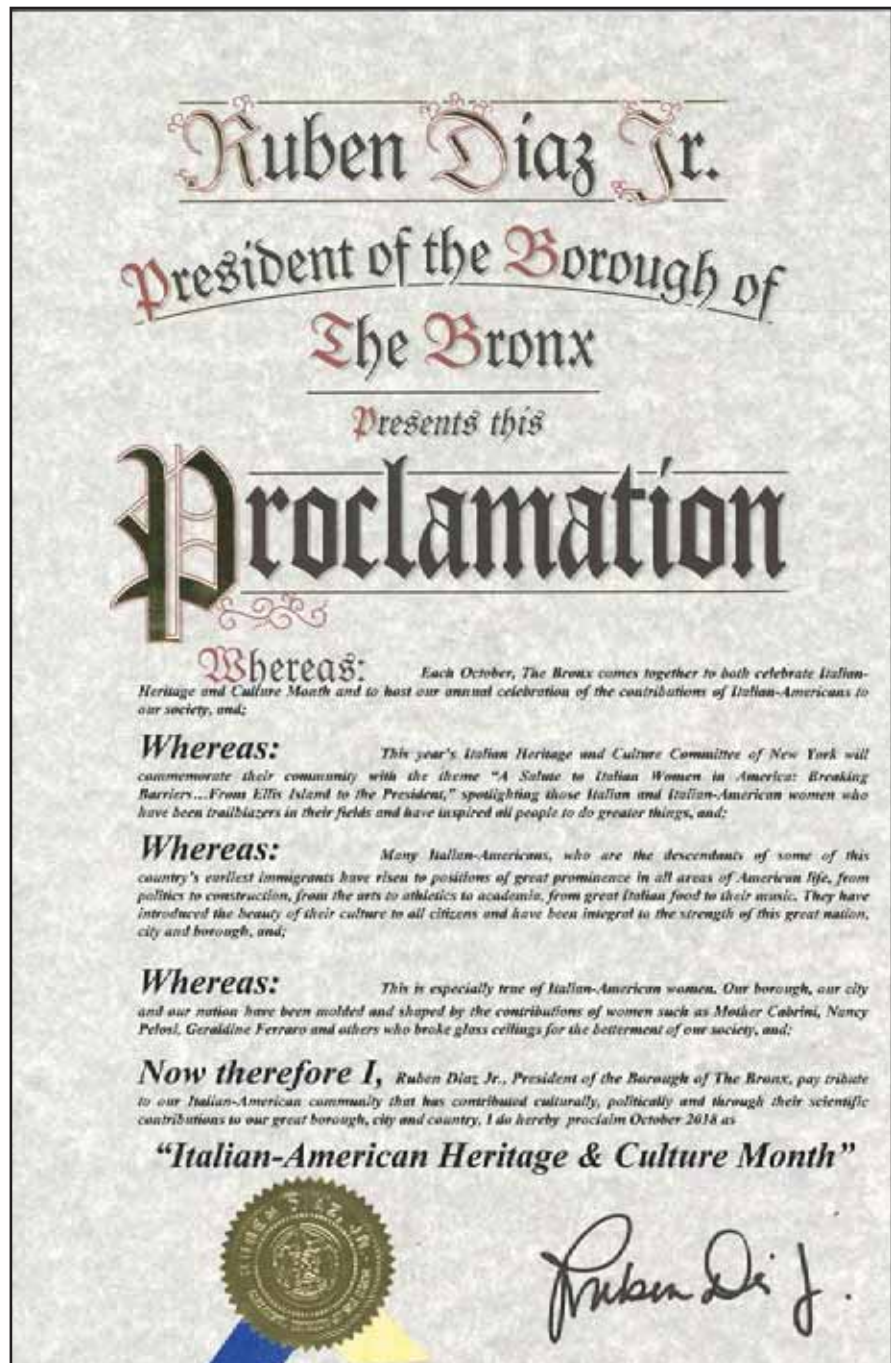 Ruben Diaz Jr.
President of the Borough of
The Bronx
Presents this
Proclamation
Whereas: Each October, The Bronx comes together to both celebrate Italian-
Heritage and Culture Month and to host our annual celebration of the contributions of Italian-Americans to
our society, and;
Whereas: This year's Italian Heritage and Culture Committee of New York will
commemorate their community with the theme "A Salute to Italian Women in America: Breaking
Barriers…From Ellis Island to the President," spotlighting those Italian and Italian-American women who
have been trailblazers in their fields and have inspired all people to do greater things, and;
Whereas: Many Italian-Americans, who are the descendants of some of this
country's earliest immigrants have risen to positions of great prominence in all areas of American life, from
politics to construction, from the arts to athletics to academia, from great Italian food to their music. They have
introduced the beauty of their culture to all citizens and have been integral to the strength of this great nation,
city and borough, and;
Whereas: This is especially true of Italian-American women. Our borough, our city
and our nation have been molded and shaped by the contributions of women such as Mother Cabrini, Nancy
Pelosi, Geraldine Ferraro and others who broke glass ceilings for the betterment of our society, and;
Now therefore I, Ruben Diaz Jr., President of the Borough of The Bronx, pay tribute
to our Italian-American community that has contributed culturally, politically and through their scientific
contributions to our great borough, city and country, I do hereby proclaim October 2018 as
"Italian-American Heritage & Culture Month"